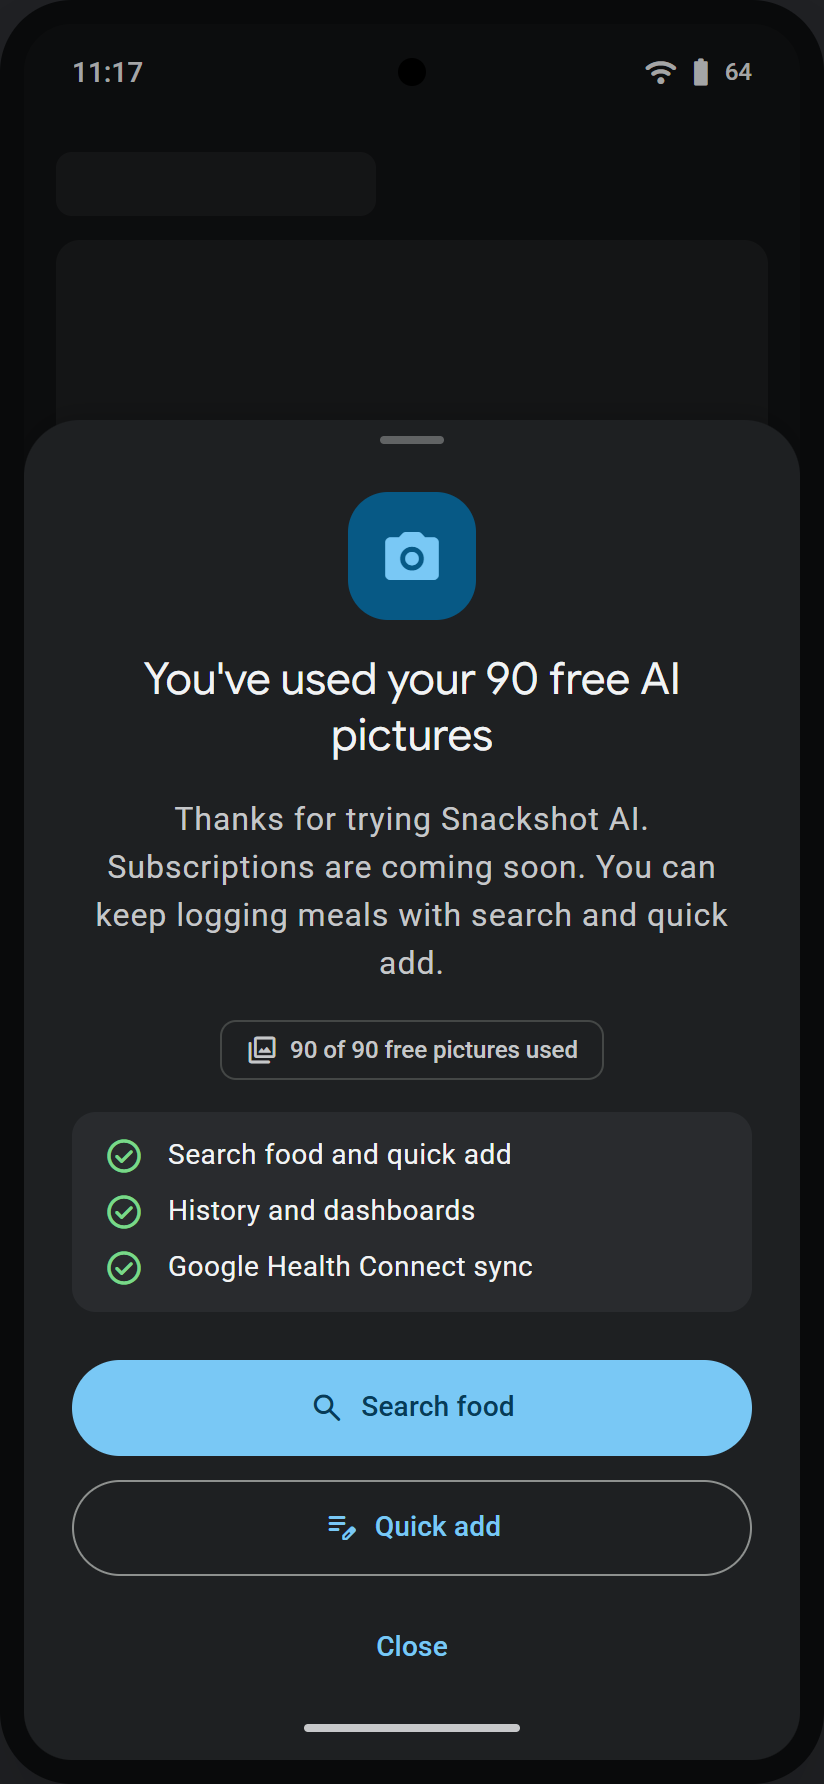 11:17
64
You've used your 90 free AI
pictures
Thanks for trying Snackshot AI.
Subscriptions are coming soon. You can
keep logging meals with search and quick
add.
90 of 90 free pictures used
Search food and quick add
History and dashboards
Google Health Connect sync
Search food
Quick add
Close